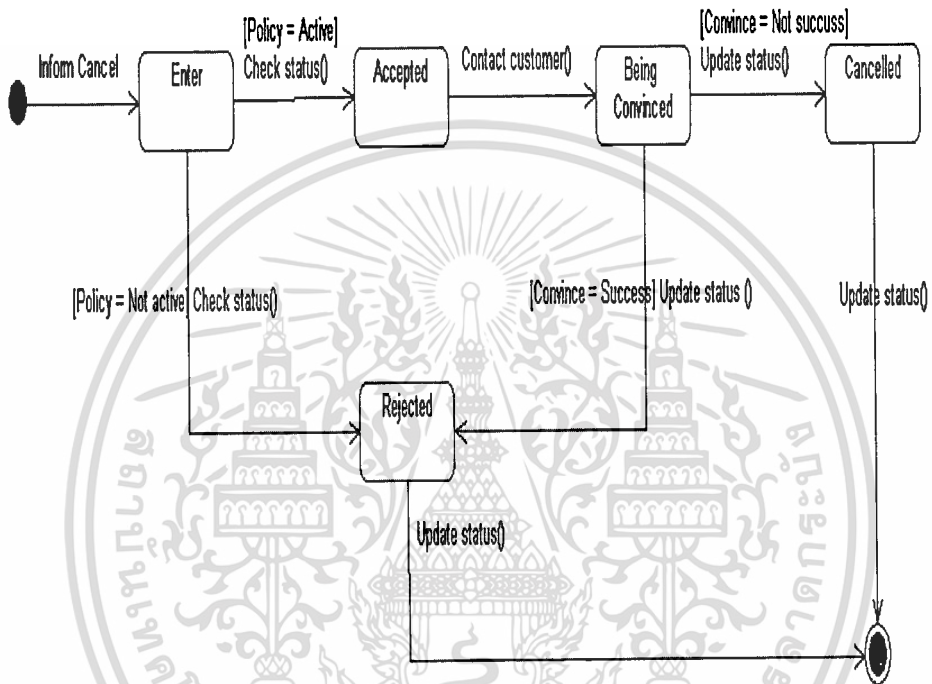 Inform Cancel
Enter
[Policy = Active]
Check status()
Accepted
Contact customer()
Being
Convinced
[Convince = Not succuss]
Update status()
Cancelled
[Policy = Not active] Check status()
[Convince = Success] Update status ()
Update status()
Rejected
Update status()